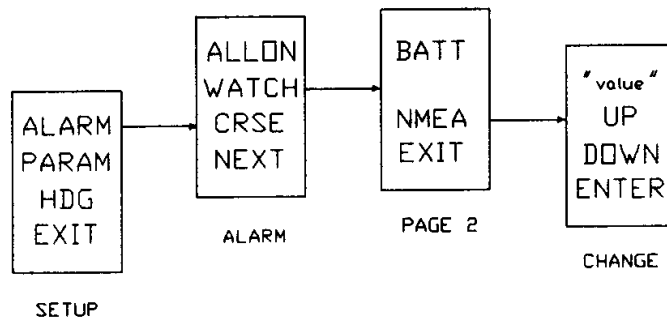 ALARM
PARAM
HDG
EXIT
SETUP
ALLON
WATCH
CRSE
NEXT
ALARM
BATT
NMEA
EXIT
PAGE 2
"value"
UP
DOWN
ENTER
CHANGE